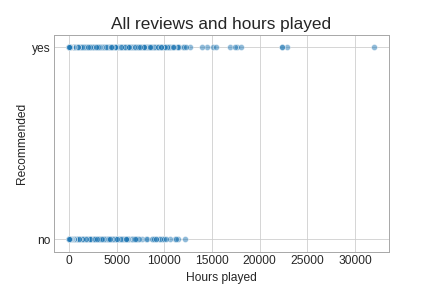 All reviews and hours played
yes
Recommended
no
0 5000 10000 15000 20000 25000 30000
Hours played